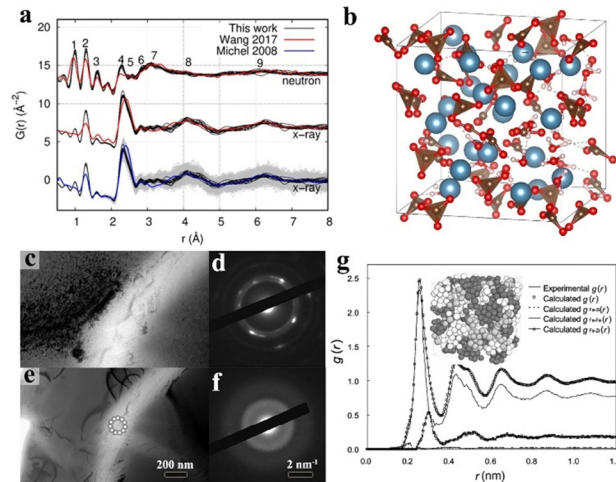 a
This work
Wang 2017
Michel 2008
neutron
x-ray
x-ray
1 2 3 4 5 6 7 8 9
20
15
10
5
0
G(r) (Å⁻²)
1 2 3 4 5 6 7 8
r (Å)
b
c
d
e
f
200 nm
2 nm⁻¹
g
Experimental g(r)
Calculated g(r)
Calculated g
Calculated g
Calculated g
2.5
2.0
1.5
1.0
0.5
0.0
g (r)
0.0 0.2 0.4 0.6 0.8 1.0 1.2
r (nm)